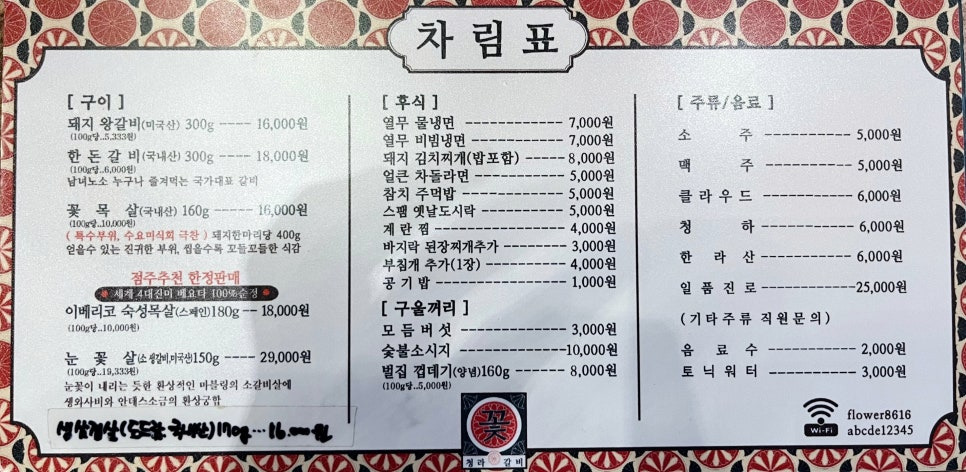 차림표
[ 구이 ]
돼지 왕갈비(미국산) 300g ---- 16,000원
(100g당..5,333원)
한돈갈비(국내산) 300g ---- 18,000원
(100g당..6,000원)
남녀노소 누구나 즐겨먹는 국가대표 갈비
꽃목살(국내산) 160g ---- 16,000원
(100g당..10,000원)
( 특수부위, 수요미식회 극찬 ) 돼지한마리당 400g
얻을수 있는 진귀한 부위, 씹을수록 꼬들꼬들한 식감
점주추천 한정판매
세계 4대진미 베요타 100%순정
이베리코 숙성목살(스페인)180g -- 18,000원
(100g당..10,000원)
눈꽃살(소생갈비,미국산)150g ---- 29,000원
(100g당..19,333원)
눈꽃이 내리는 듯한 환상적인 마블링의 소갈비살에
생와사비와 안데스소금의 환상궁합
생삼겹살( 국내산)170g...16.000원
[ 후식 ]
열무 물냉면 ------------ 7,000원
열무 비빔냉면 ------------ 7,000원
돼지 김치찌개(밥포함) ----- 8,000원
얼큰 차돌라면 ------------ 5,000원
참치 주먹밥 ------------ 5,000원
스팸 옛날도시락 ---------- 5,000원
계란찜 -------------- 4,000원
바지락 된장찌개추가 ------- 3,000원
부침개 추가(1장) ---------- 4,000원
공기밥 -------------- 1,000원
[ 구울꺼리 ]
모듬버섯 ------------ 3,000원
숯불소시지 ------------ 10,000원
벌집 껍데기(양념)160g ------ 8,000원
(100g당..5,000원)
꽃
청라 갈비
[ 주류/음료 ]
소 주 ----------- 5,000원
맥 주 ----------- 5,000원
클라우드 ----------- 6,000원
청 하 ----------- 6,000원
한라산 ----------- 6,000원
일품진로 ----------- 25,000원
(기타주류 직원문의)
음료수 ----------- 2,000원
토닉워터 ----------- 3,000원
Wi-Fi
flower8616
abcde12345